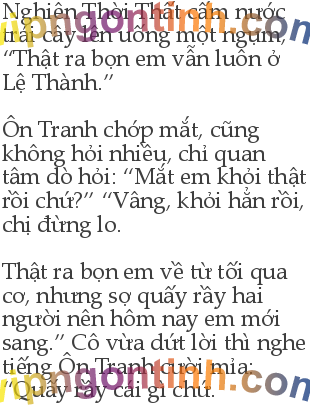 Nghiên Thời Thất cầm nước
trái cây lên uống một ngụm,
“Thật ra bọn em vẫn luôn ở
Lệ Thành.”
Ôn Tranh chớp mắt, cũng
không hỏi nhiều, chỉ quan
tâm dò hỏi: “Mắt em khỏi thật
rồi chứ?” “Vâng, khỏi hẳn rồi,
chị đừng lo.
Thật ra bọn em về từ tối qua
cơ, nhưng sợ quấy rầy hai
người nên hôm nay em mới
sang.” Cô vừa dứt lời thì nghe
tiếng Ôn Tranh cười mỉa:
“Quấy rầy cái gì chứ.
vipngontinh.com
vipngontinh.com